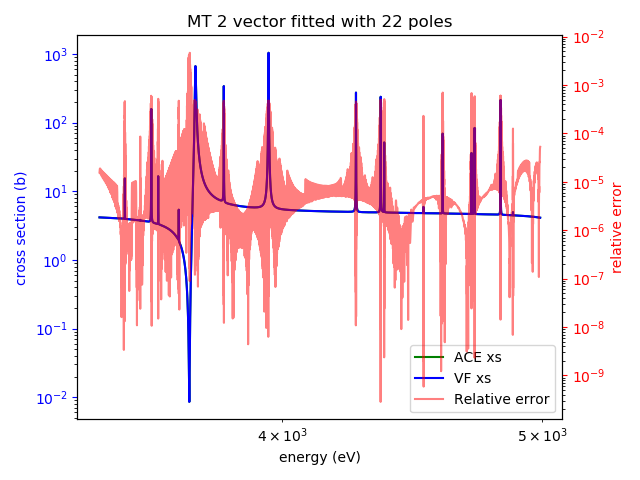 MT 2 vector fitted with 22 poles
10³
10²
10¹
10⁰
10⁻¹
10⁻²
cross section (b)
10⁻²
10⁻³
10⁻⁴
10⁻⁵
10⁻⁶
10⁻⁷
10⁻⁸
10⁻⁹
relative error
ACE xs
VF xs
Relative error
4 × 10³
5 × 10³
energy (eV)